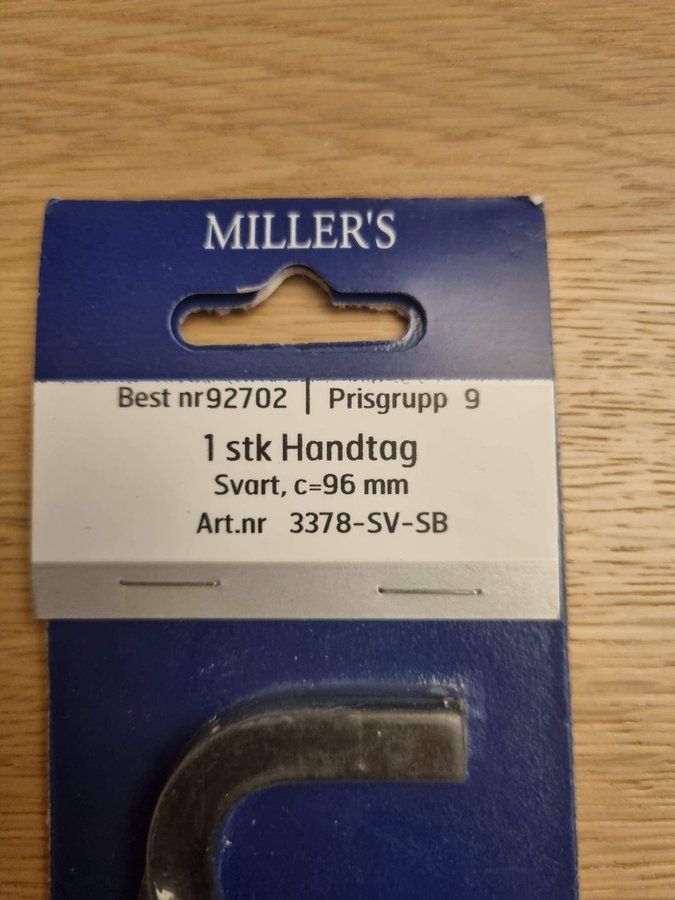 MILLER'S
Best nr92702 | Prisgrupp 9
1 stk Handtag
Svart, c=96 mm
Art.nr 3378-SV-SB